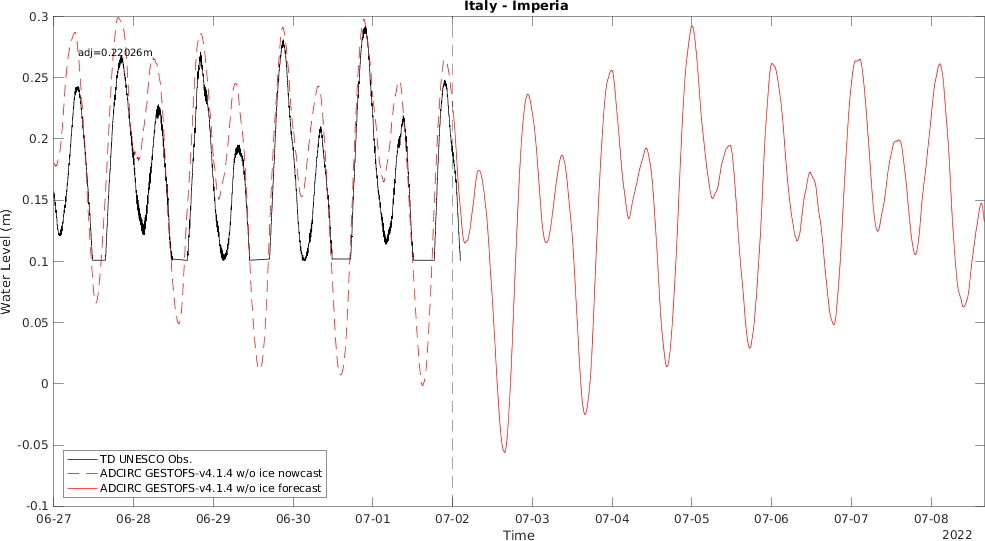 Italy - Imperia
0.3
adj=0.22026m
0.25
0.2
0.15
0.1
0.05
0
-0.05
-0.1
Water Level (m)
TD UNESCO Obs.
ADCIRC GESTOFS-v4.1.4 w/o ice nowcast
ADCIRC GESTOFS-v4.1.4 w/o ice forecast
06-27 06-28 06-29 06-30 07-01 07-02 07-03 07-04 07-05 07-06 07-07 07-08
Time
2022